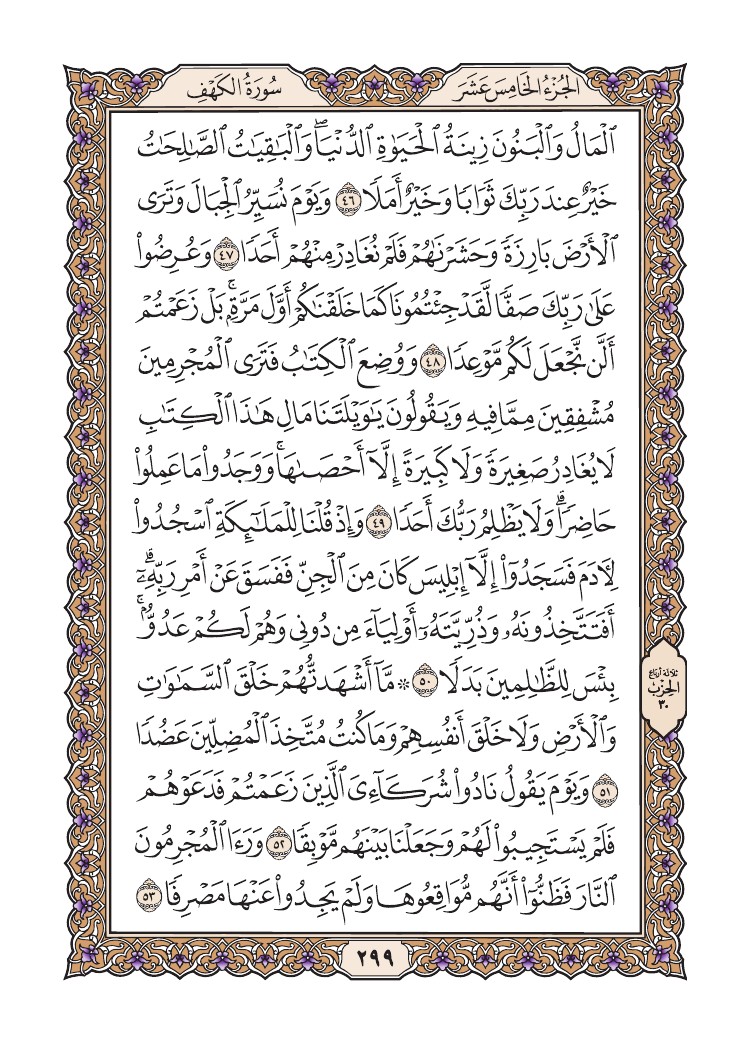 الجُزْءُ الخَامِسَ عَشَرَ
سُورَةُ الكَهْفِ
ٱلْمَالُ وَٱلْبَنُونَ زِينَةُ ٱلْحَيَوٰةِ ٱلدُّنْيَاۖ وَٱلْبَٰقِيَٰتُ ٱلصَّٰلِحَٰتُ
خَيْرٌ عِندَ رَبِّكَ ثَوَابًا وَخَيْرٌ أَمَلًا ٤٦ وَيَوْمَ نُسَيِّرُ ٱلْجِبَالَ وَتَرَى
ٱلْأَرْضَ بَارِزَةً وَحَشَرْنَٰهُمْ فَلَمْ نُغَادِرْ مِنْهُمْ أَحَدًا ٤٧ وَعُرِضُوا۟
عَلَىٰ رَبِّكَ صَفًّا لَّقَدْ جِئْتُمُونَا كَمَا خَلَقْنَٰكُمْ أَوَّلَ مَرَّةٍۭۚ بَلْ زَعَمْتُمْ
أَلَّن نَّجْعَلَ لَكُم مَّوْعِدًا ٤٨ وَوُضِعَ ٱلْكِتَٰبُ فَتَرَى ٱلْمُجْرِمِينَ
مُشْفِقِينَ مِمَّا فِيهِ وَيَقُولُونَ يَٰوَيْلَتَنَا مَالِ هَٰذَا ٱلْكِتَٰبِ
لَا يُغَادِرُ صَغِيرَةً وَلَا كَبِيرَةً إِلَّآ أَحْصَىٰهَاۚ وَوَجَدُوا۟ مَا عَمِلُوا۟
حَاضِرًاۗ وَلَا يَظْلِمُ رَبُّكَ أَحَدًا ٤٩ وَإِذْ قُلْنَا لِلْمَلَٰٓئِكَةِ ٱسْجُدُوا۟
لِءَادَمَ فَسَجَدُوٓا۟ إِلَّآ إِبْلِيسَ كَانَ مِنَ ٱلْجِنِّ فَفَسَقَ عَنْ أَمْرِ رَبِّهِۦٓۗ
أَفَتَتَّخِذُونَهُۥ وَذُرِّيَّتَهُۥٓ أَوْلِيَآءَ مِن دُونِى وَهُمْ لَكُمْ عَدُوٌّۢۚ
بِئْسَ لِلظَّٰلِمِينَ بَدَلًا ٥٠ ۞ مَّآ أَشْهَدتُّهُمْ خَلْقَ ٱلسَّمَٰوَٰتِ
وَٱلْأَرْضِ وَلَا خَلْقَ أَنفُسِهِمْ وَمَا كُنتُ مُتَّخِذَ ٱلْمُضِلِّينَ عَضُدًا
٥١ وَيَوْمَ يَقُولُ نَادُوا۟ شُرَكَآءِىَ ٱلَّذِينَ زَعَمْتُمْ فَدَعَوْهُمْ
فَلَمْ يَسْتَجِيبُوا۟ لَهُمْ وَجَعَلْنَا بَيْنَهُم مَّوْبِقًا ٥٢ وَرَءَا ٱلْمُجْرِمُونَ
ٱلنَّارَ فَظَنُّوٓا۟ أَنَّهُم مُّوَاقِعُوهَا وَلَمْ يَجِدُوا۟ عَنْهَا مَصْرِفًا ٥٣
ثلاثة أرباع
الحِزْب
٣٠
٢٩٩